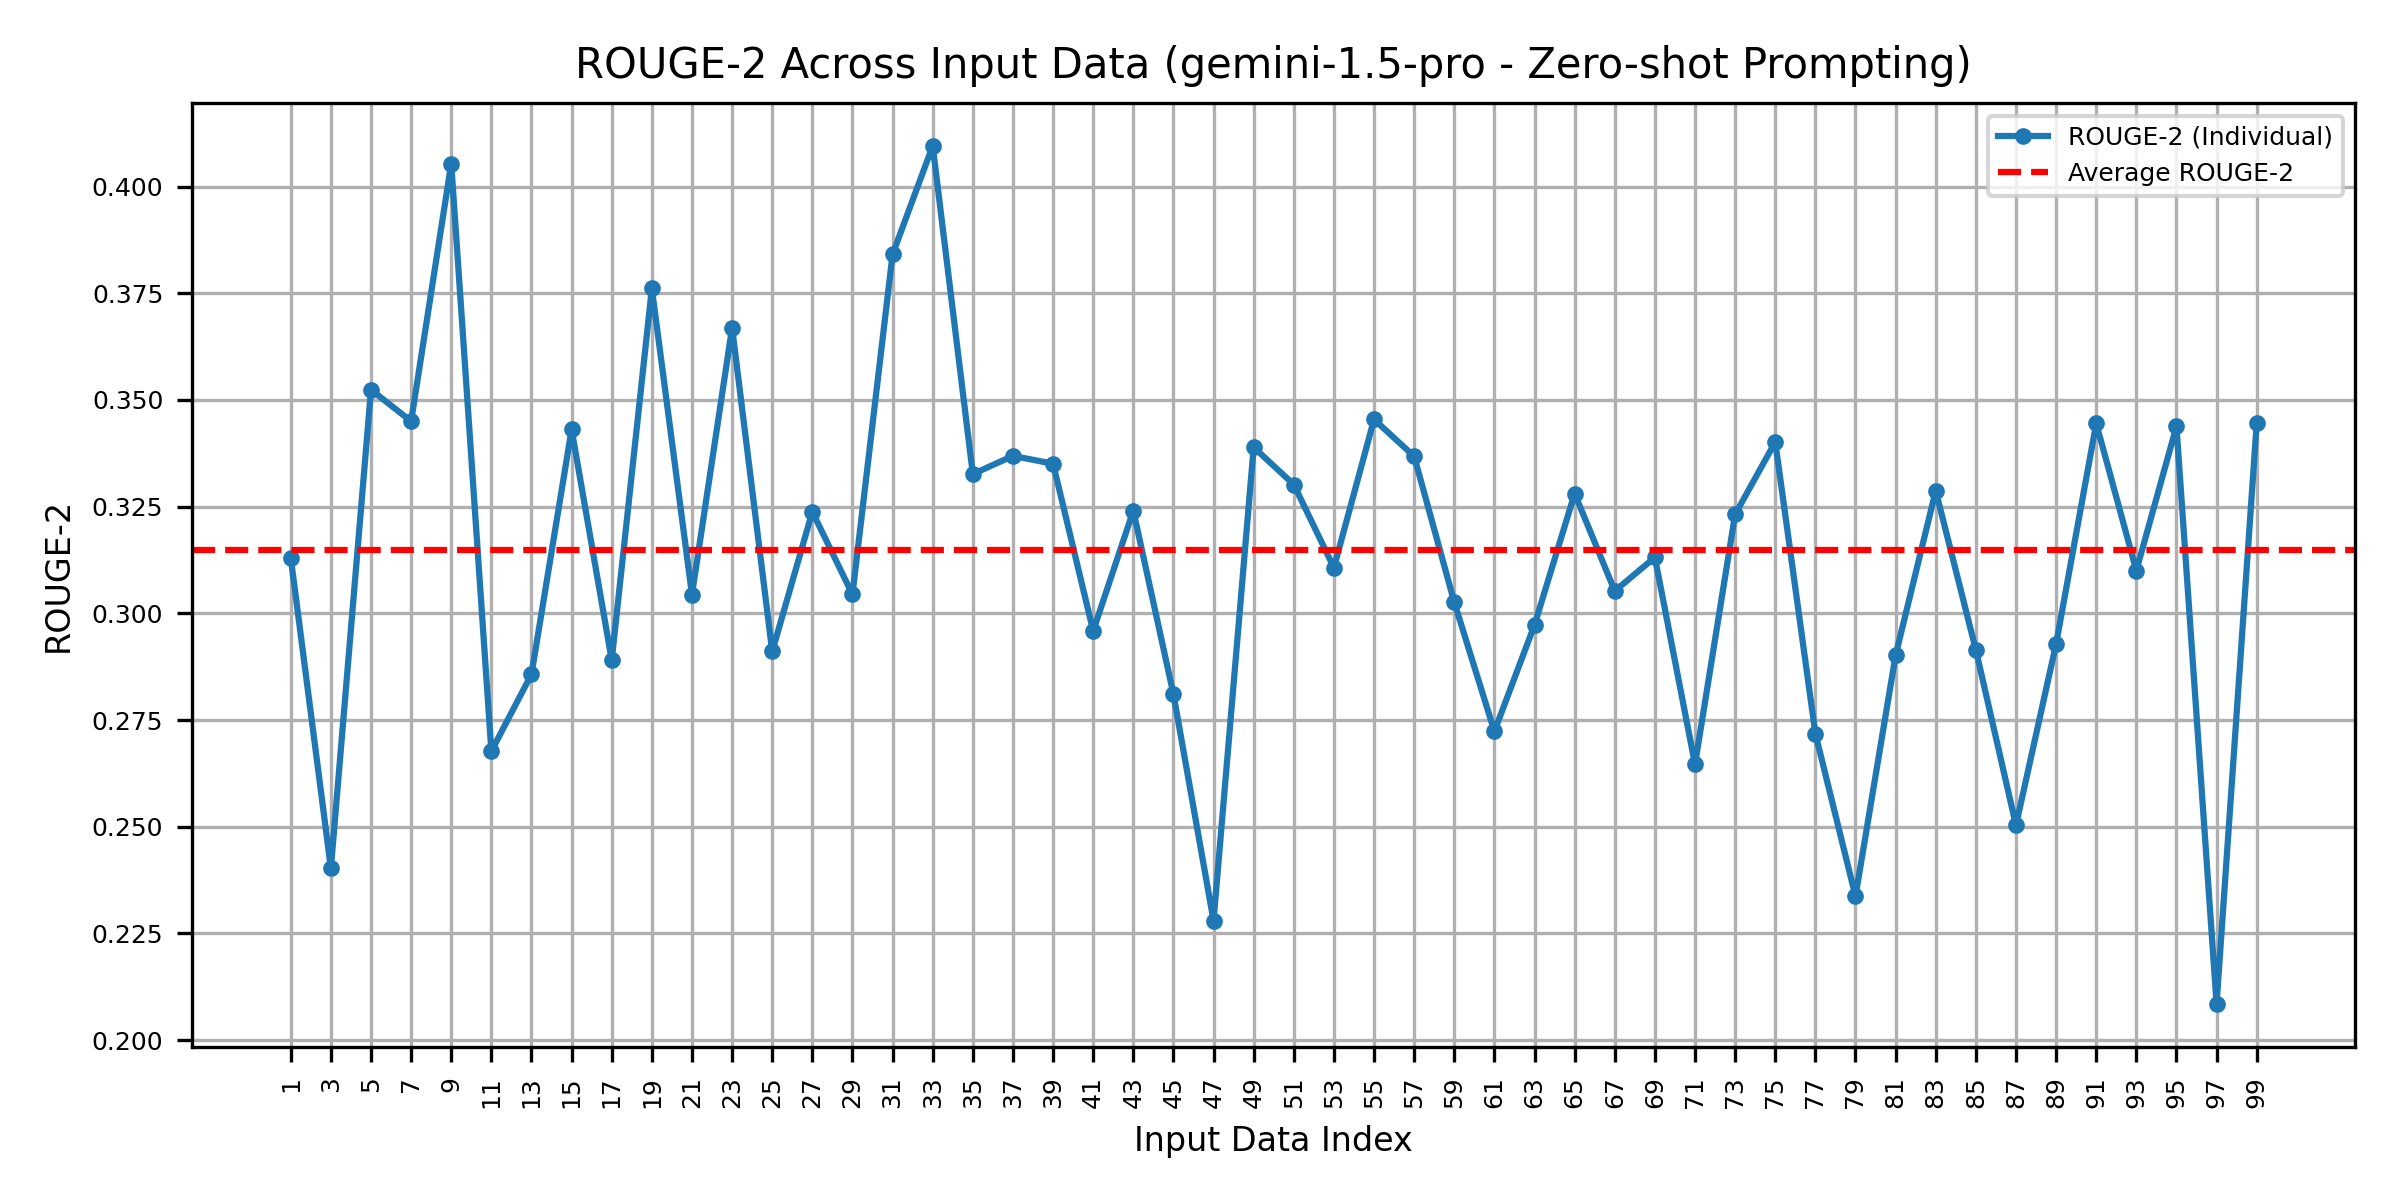 ROUGE-2 Across Input Data (gemini-1.5-pro - Zero-shot Prompting)
ROUGE-2 (Individual)
Average ROUGE-2
0.400
0.375
0.350
0.325
0.300
0.275
0.250
0.225
0.200
ROUGE-2
1 3 5 7 9 11 13 15 17 19 21 23 25 27 29 31 33 35 37 39 41 43 45 47 49 51 53 55 57 59 61 63 65 67 69 71 73 75 77 79 81 83 85 87 89 91 93 95 97 99
Input Data Index